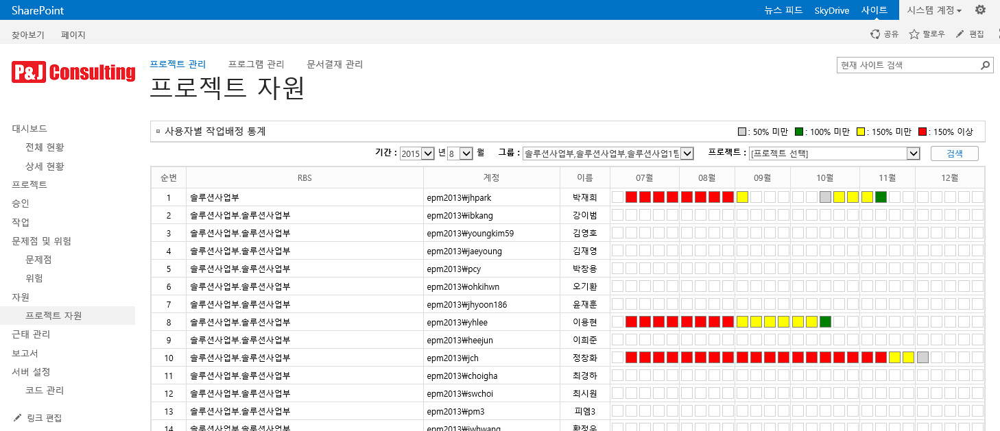 SharePoint 뉴스 피드 SkyDrive 사이트 시스템 계정
찾아보기 페이지 공유 팔로우 편집
P&J Consulting
프로젝트 관리 프로그램 관리 문서결재 관리
프로젝트 자원
현재 사이트 검색
대시보드
전체 현황
상세 현황
프로젝트
승인
작업
문제점 및 위험
문제점
위험
자원
프로젝트 자원
근태 관리
보고서
서버 설정
코드 관리
링크 편집
사용자별 작업배정 통계 : 50% 미만 : 100% 미만 : 150% 미만 : 150% 이상
기간 : 2015 년 8 월 그룹 : 솔루션사업부,솔루션사업부,솔루션사업1팀 프로젝트 : [프로젝트 선택] 검색
순번 RBS 계정 이름 07월 08월 09월 10월 11월 12월
1 솔루션사업부 epm2013₩jhpark 박재희
2 솔루션사업부.솔루션사업부 epm2013₩ibkang 강이범
3 솔루션사업부.솔루션사업부 epm2013₩youngkim59 김영호
4 솔루션사업부.솔루션사업부 epm2013₩jaeyoung 김재영
5 솔루션사업부.솔루션사업부 epm2013₩pcy 박창용
6 솔루션사업부.솔루션사업부 epm2013₩ohkihwn 오기환
7 솔루션사업부.솔루션사업부 epm2013₩jhyoon186 윤재훈
8 솔루션사업부.솔루션사업부 epm2013₩yhlee 이용현
9 솔루션사업부.솔루션사업부 epm2013₩heejun 이희준
10 솔루션사업부.솔루션사업부 epm2013₩jch 정창화
11 솔루션사업부.솔루션사업부 epm2013₩choigha 최경하
12 솔루션사업부.솔루션사업부 epm2013₩swchoi 최시원
13 솔루션사업부.솔루션사업부 epm2013₩pm3 피엠3
14 솔루션사업부.솔루션사업부 epm2013₩jwhwang 황정우